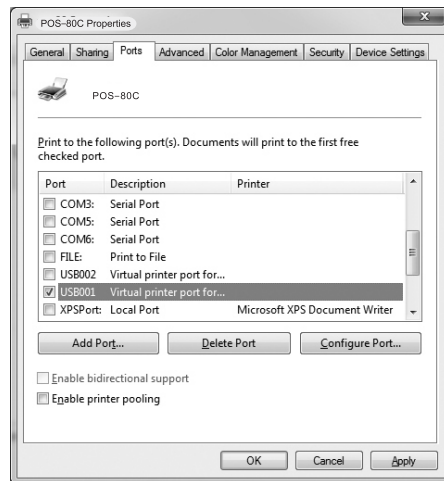 POS-80C Properties
General Sharing Ports Advanced Color Management Security Device Settings
POS-80C
Print to the following port(s). Documents will print to the first free
checked port.
Port Description Printer
COM3: Serial Port
COM5: Serial Port
COM6: Serial Port
FILE: Print to File
USB002 Virtual printer port for...
USB001 Virtual printer port for...
XPSPort: Local Port Microsoft XPS Document Writer
Add Port... Delete Port Configure Port...
Enable bidirectional support
Enable printer pooling
OK Cancel Apply